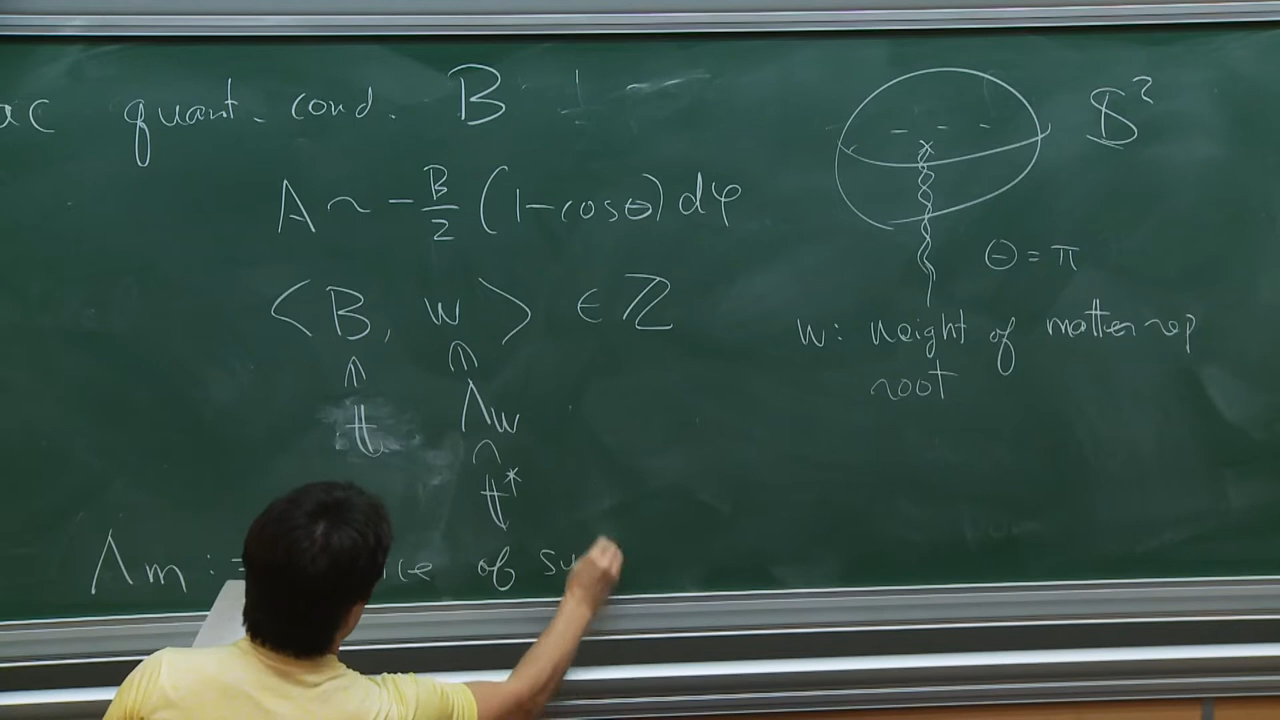 ac quant. cond. B
S²
A ~ -B/2 (1-cosθ)dφ
Θ = π
<B, w> ∈ ℤ
w: weight of matter rep
root
∩ ∩
t Λw
∩
t*
Λm := of